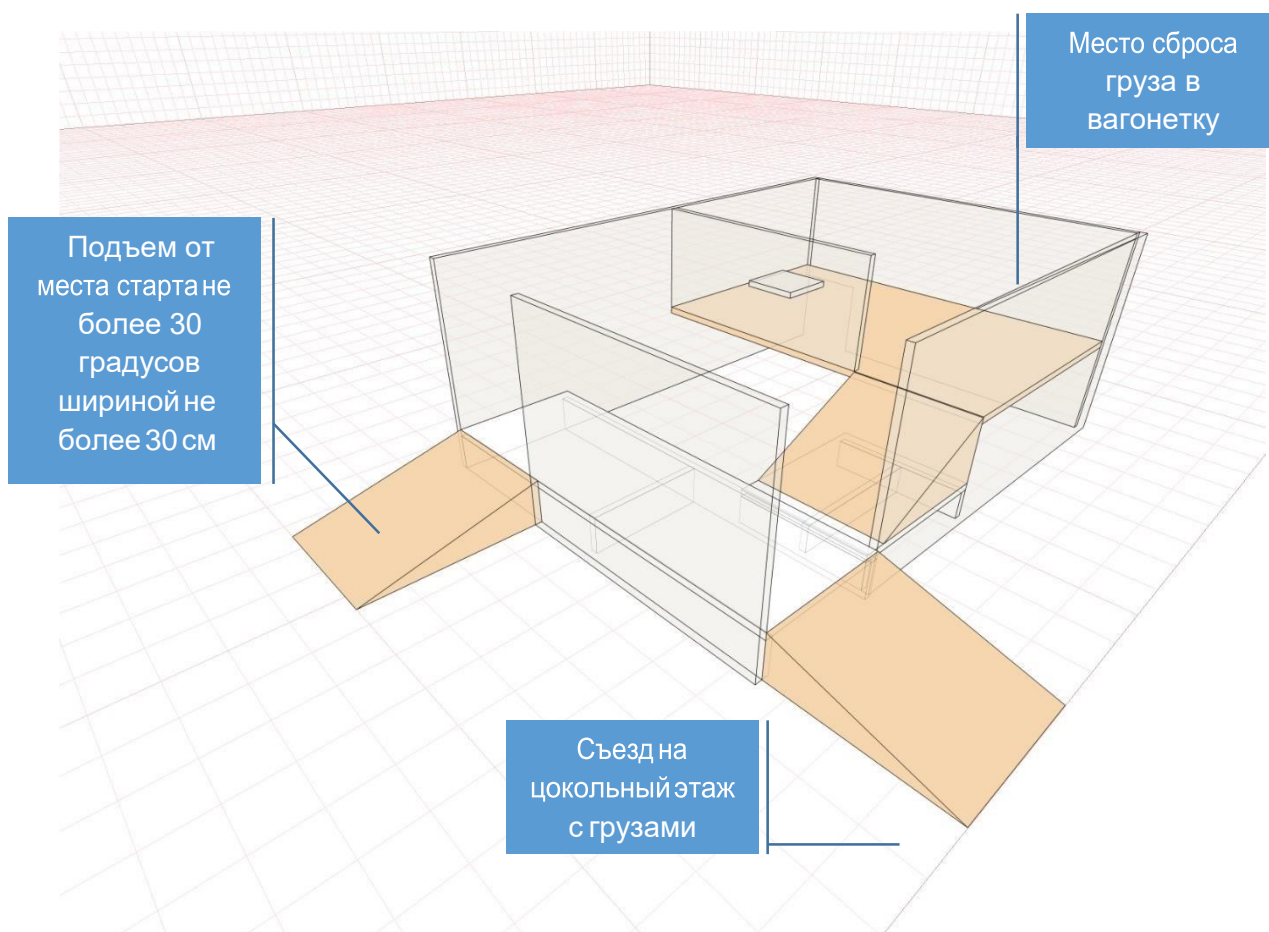 Место сброса
груза в
вагонетку
Подъем от
места старта не
более 30
градусов
шириной не
более 30 см
Съезд на
цокольный этаж
с грузами